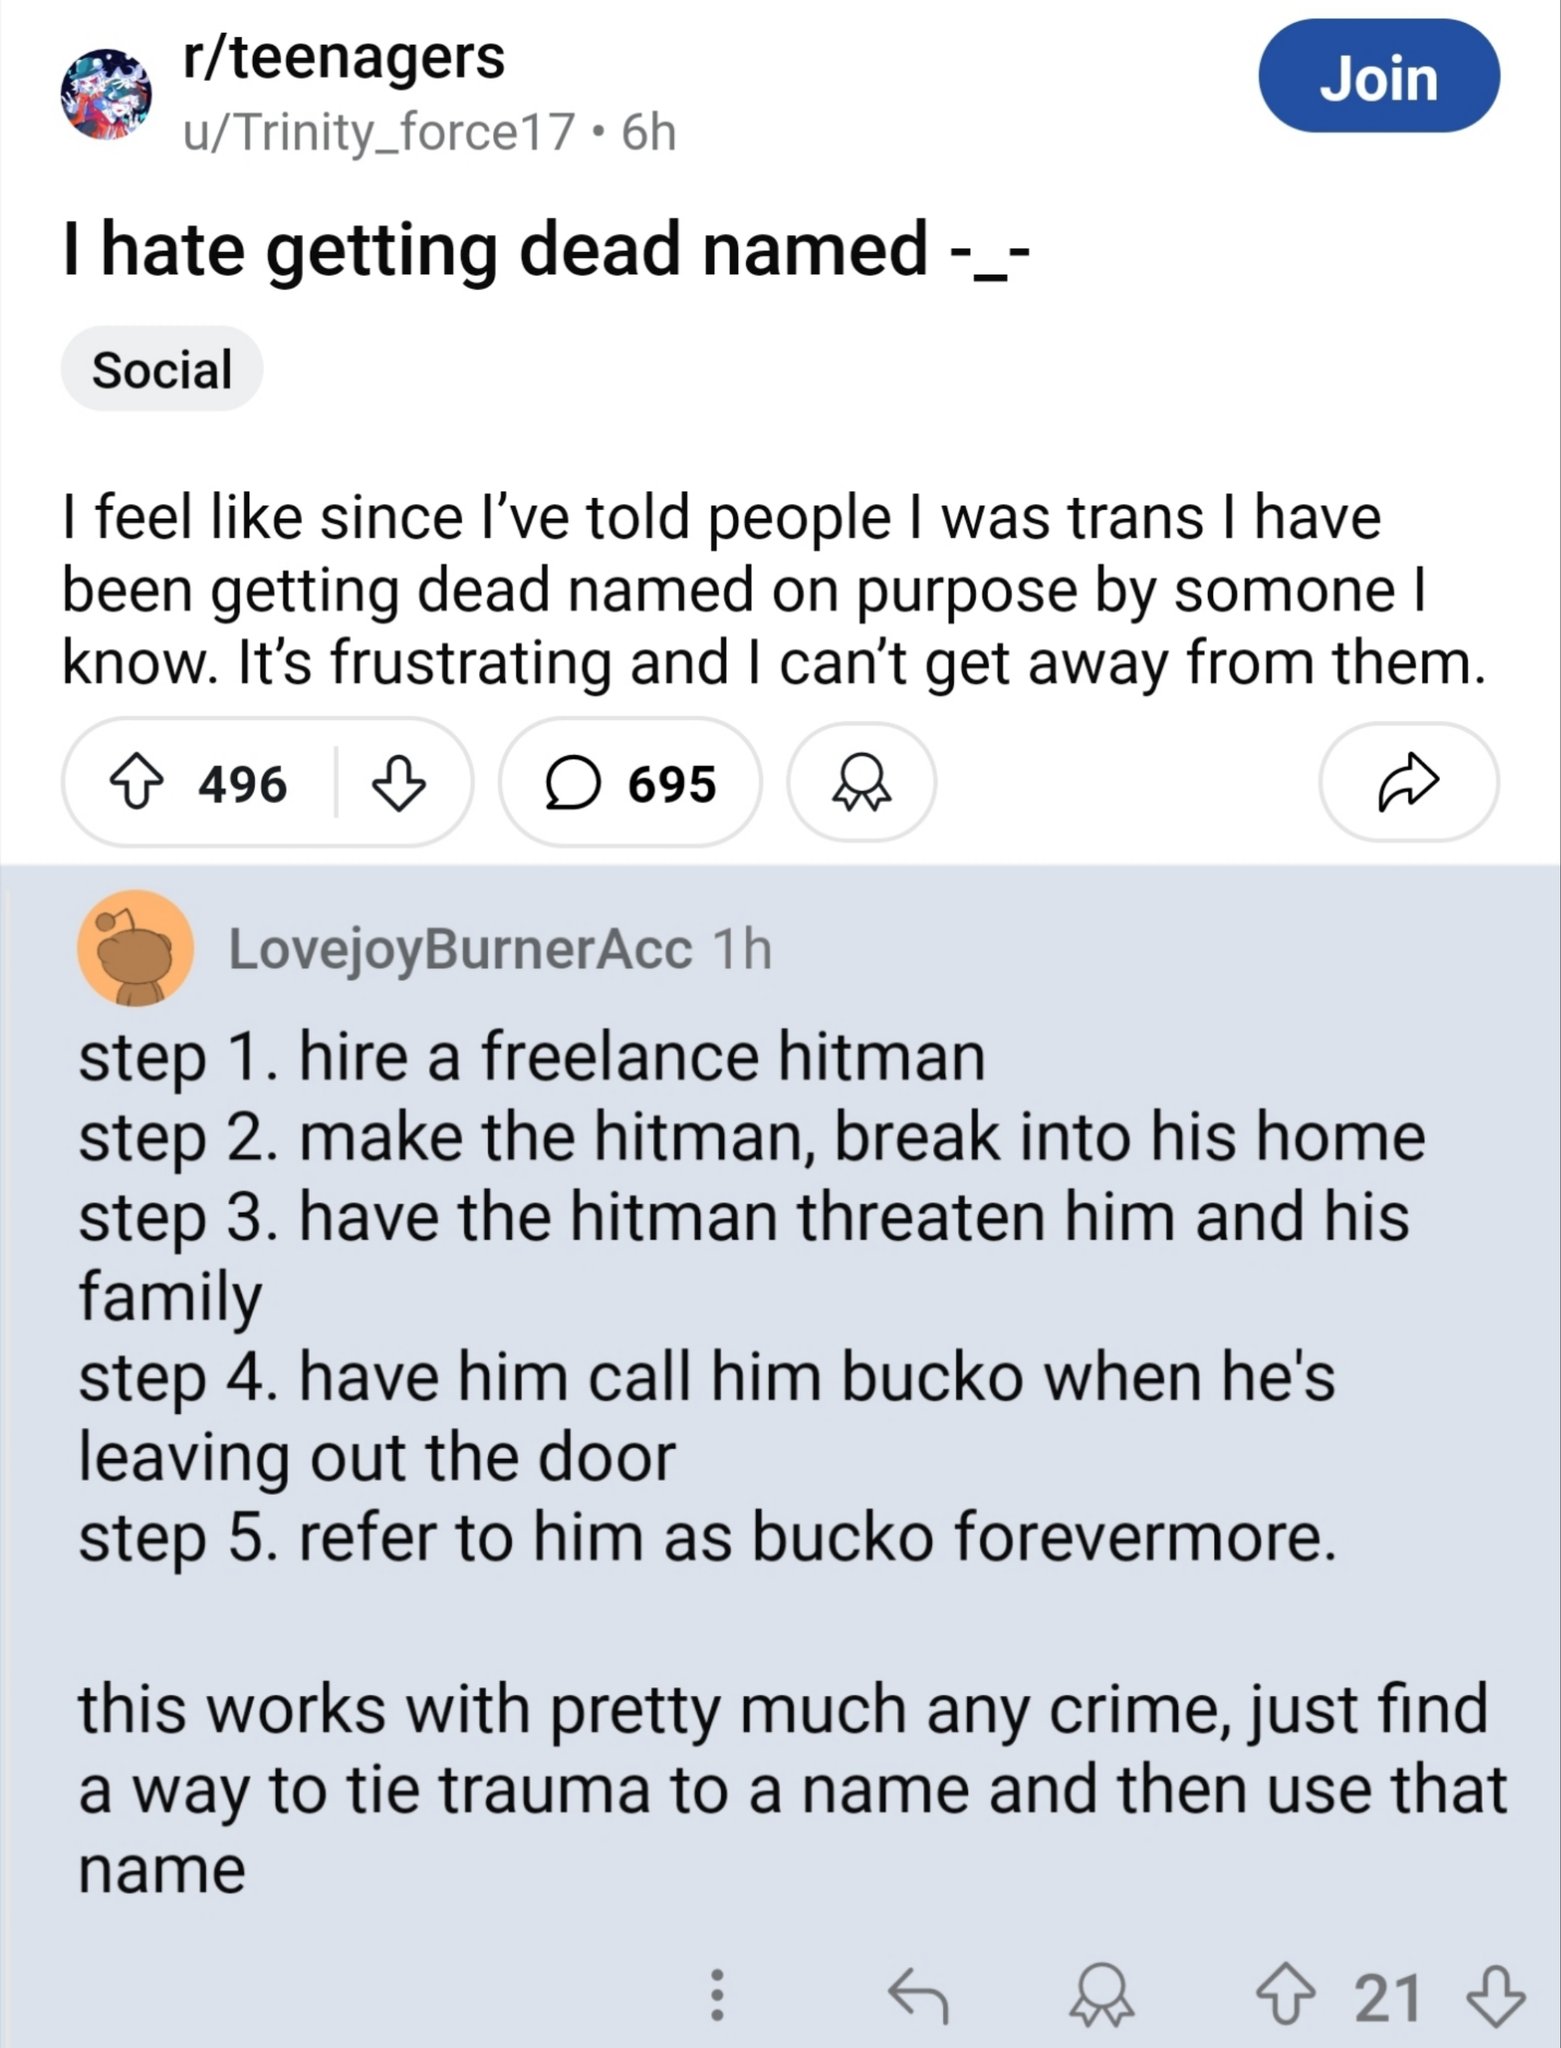 r/teenagers
u/Trinity_force17 • 6h
Join
I hate getting dead named -_-
Social
I feel like since I’ve told people I was trans I have
been getting dead named on purpose by somone I
know. It’s frustrating and I can’t get away from them.
496
695
LovejoyBurnerAcc 1h
step 1. hire a freelance hitman
step 2. make the hitman, break into his home
step 3. have the hitman threaten him and his
family
step 4. have him call him bucko when he's
leaving out the door
step 5. refer to him as bucko forevermore.
this works with pretty much any crime, just find
a way to tie trauma to a name and then use that
name
21